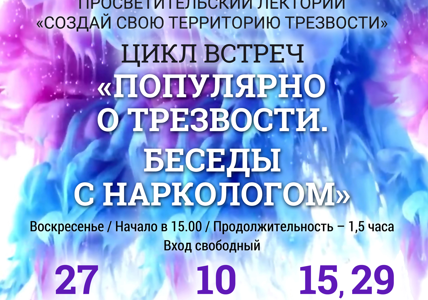 ПРОСВЕТИТЕЛЬСКИЙ ЛЕКТОРИЙ
«СОЗДАЙ СВОЮ ТЕРРИТОРИЮ ТРЕЗВОСТИ»
ЦИКЛ ВСТРЕЧ
«ПОПУЛЯРНО
О ТРЕЗВОСТИ.
БЕСЕДЫ
С НАРКОЛОГОМ»
Воскресенье / Начало в 15.00 / Продолжительность – 1,5 часа
Вход свободный
27 10 15, 29